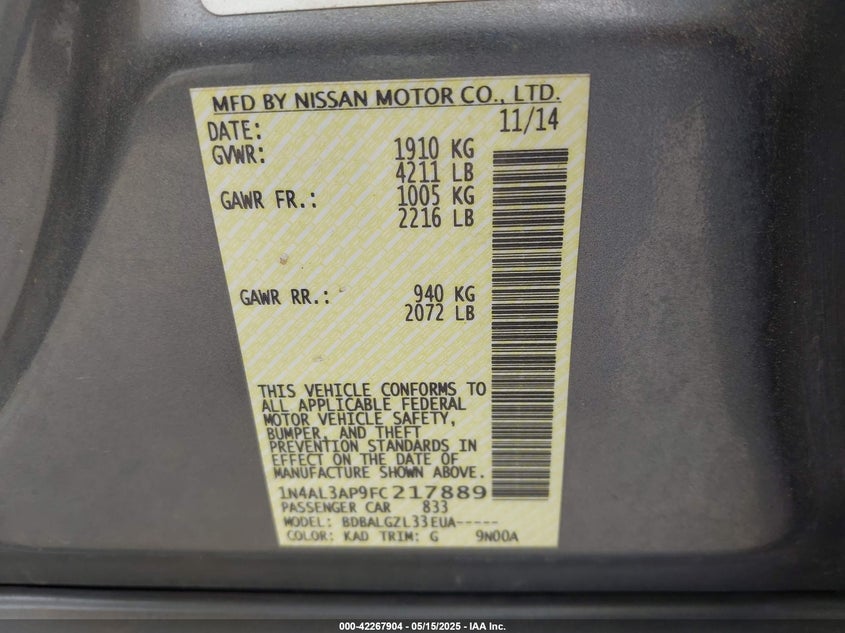 MFD BY NISSAN MOTOR CO., LTD.
DATE: 11/14
GVWR: 1910 KG
4211 LB
GAWR FR.: 1005 KG
2216 LB
GAWR RR.: 940 KG
2072 LB
THIS VEHICLE CONFORMS TO
ALL APPLICABLE FEDERAL
MOTOR VEHICLE SAFETY,
BUMPER, AND THEFT
PREVENTION STANDARDS IN
EFFECT ON THE DATE OF
MANUFACTURE SHOWN ABOVE.
1N4AL3AP9FC217889
PASSENGER CAR 833
MODEL: BDBALGZL33EUA-----
COLOR: KAD TRIM: G 9N00A
000-42267904 - 05/15/2025 - IAA Inc.